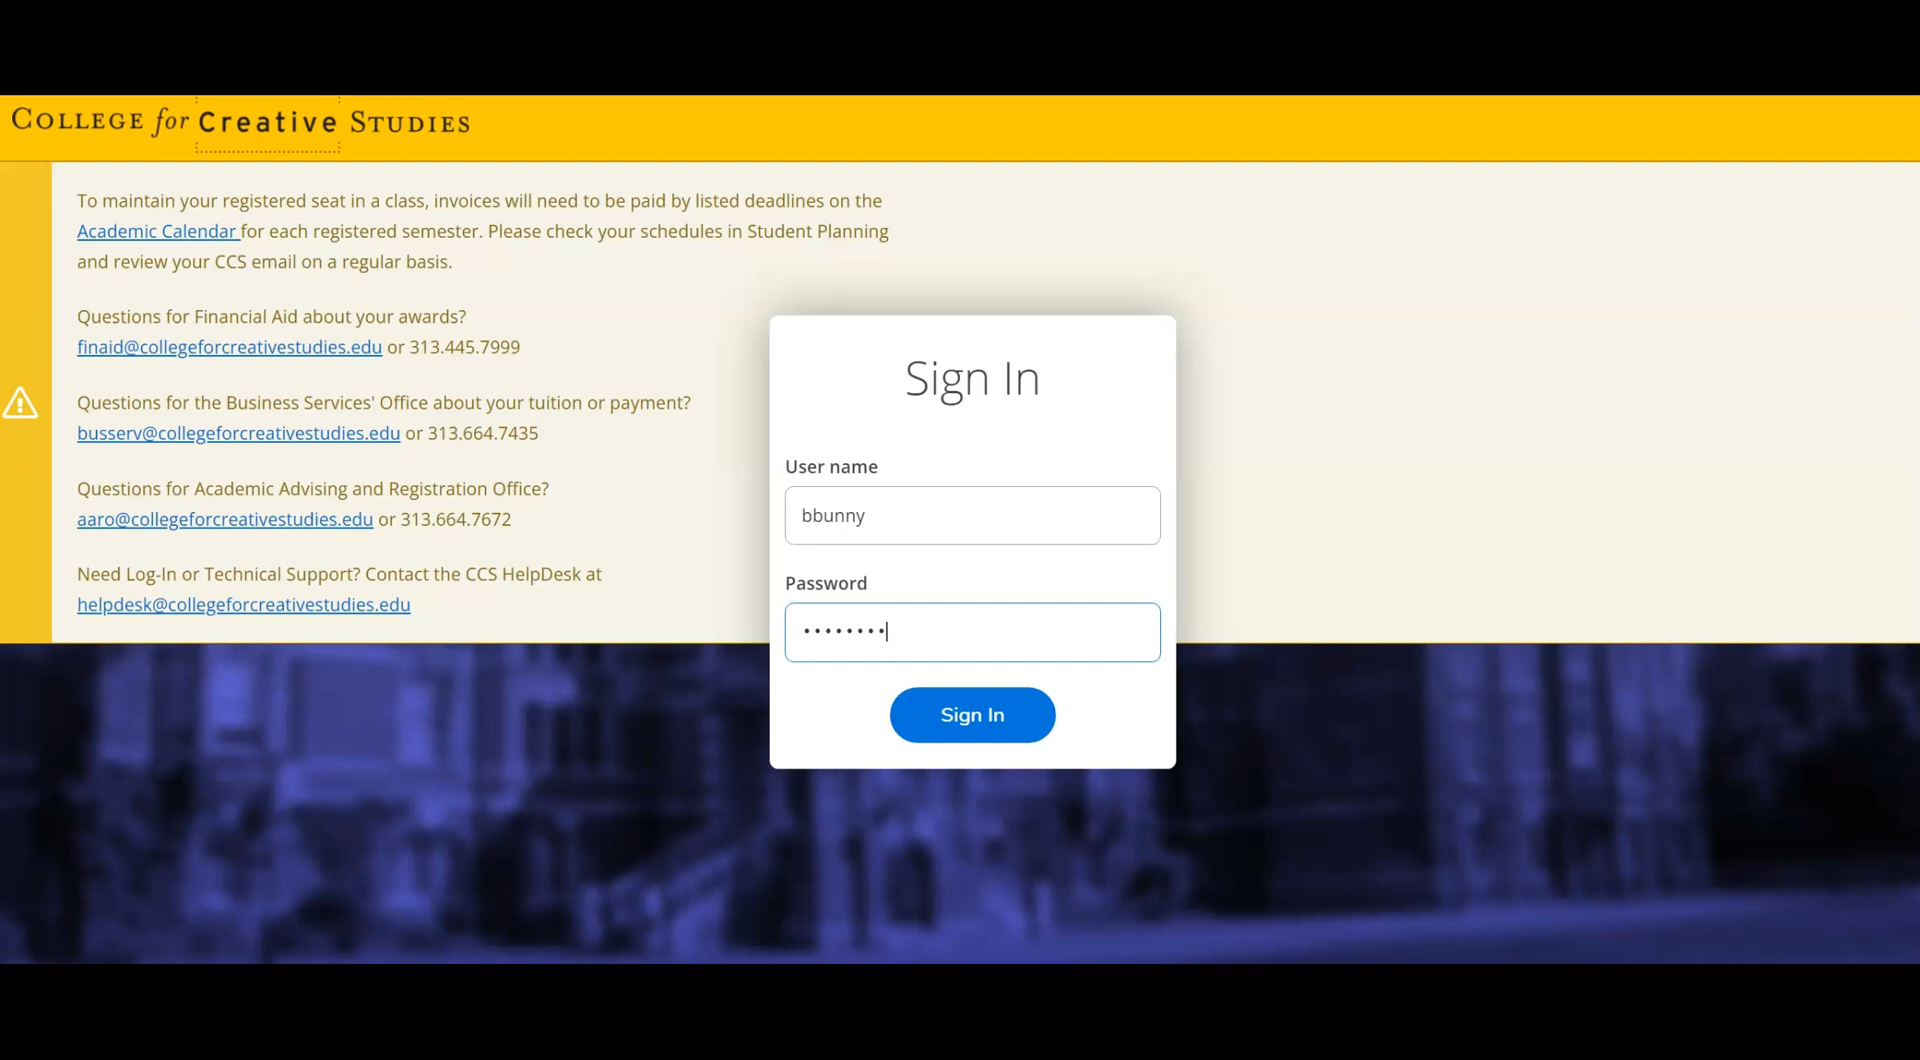 COLLEGE for Creative STUDIES
To maintain your registered seat in a class, invoices will need to be paid by listed deadlines on the
Academic Calendar for each registered semester. Please check your schedules in Student Planning
and review your CCS email on a regular basis.
Questions for Financial Aid about your awards?
finaid@collegeforcreativestudies.edu or 313.445.7999
Questions for the Business Services' Office about your tuition or payment?
busserv@collegeforcreativestudies.edu or 313.664.7435
Questions for Academic Advising and Registration Office?
aaro@collegeforcreativestudies.edu or 313.664.7672
Need Log-In or Technical Support? Contact the CCS HelpDesk at
helpdesk@collegeforcreativestudies.edu
Sign In
User name
bbunny
Password
••••••••
Sign In